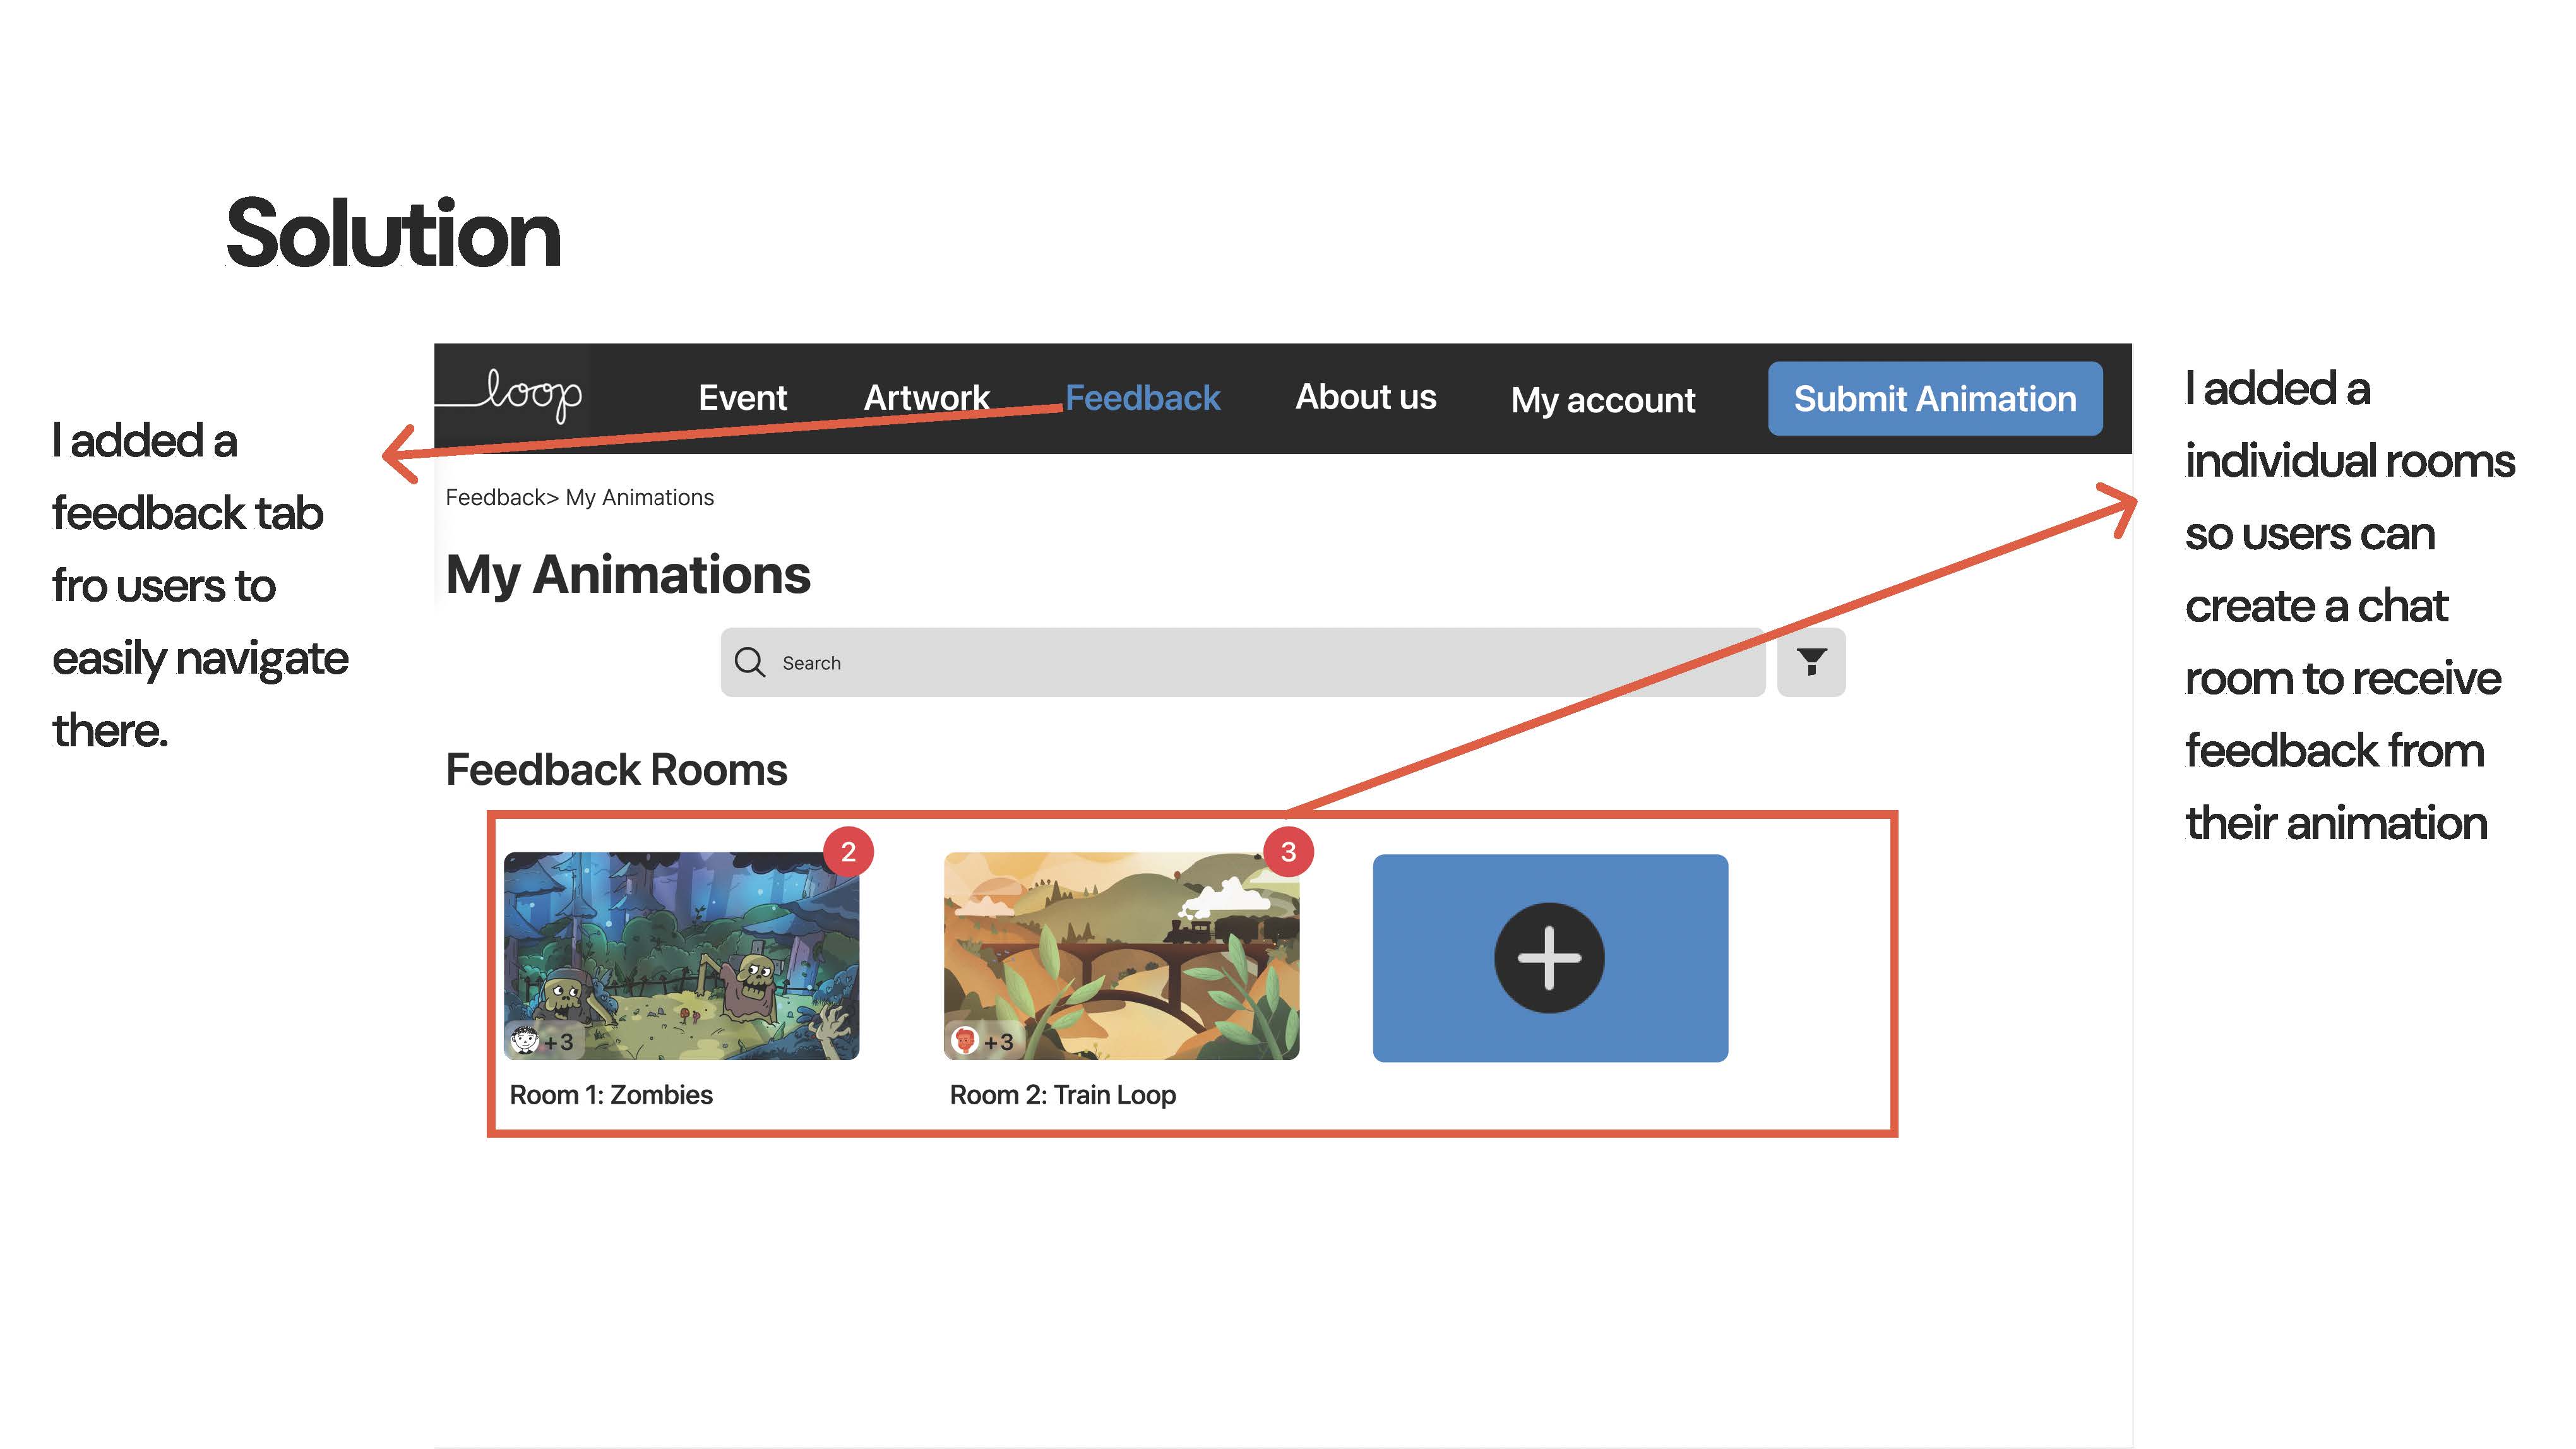 Solution
loop
Event
Artwork
Feedback
About us
My account
Submit Animation
I added a
feedback tab
fro users to
easily navigate
there.
Feedback> My Animations
My Animations
Search
Feedback Rooms
2
+3
Room 1: Zombies
3
+3
Room 2: Train Loop
I added a
individual rooms
so users can
create a chat
room to receive
feedback from
their animation